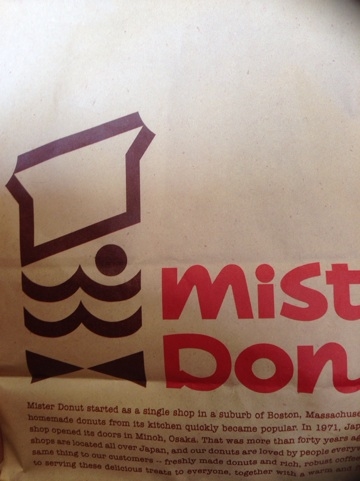 mist
Don
Mister Donut started as a single shop in a suburb of Boston, Massachuse
homemade donuts from its kitchen quickly became popular. In 1971, Jap
shop opened its doors in Minoh, Osaka. That was more than forty years ag
shops are located all over Japan, and our donuts are loved by people everyw
same thing to our customers – freshly made donuts and rich, robust coffee
to serving these delicious treats to everyone, together with a warm and